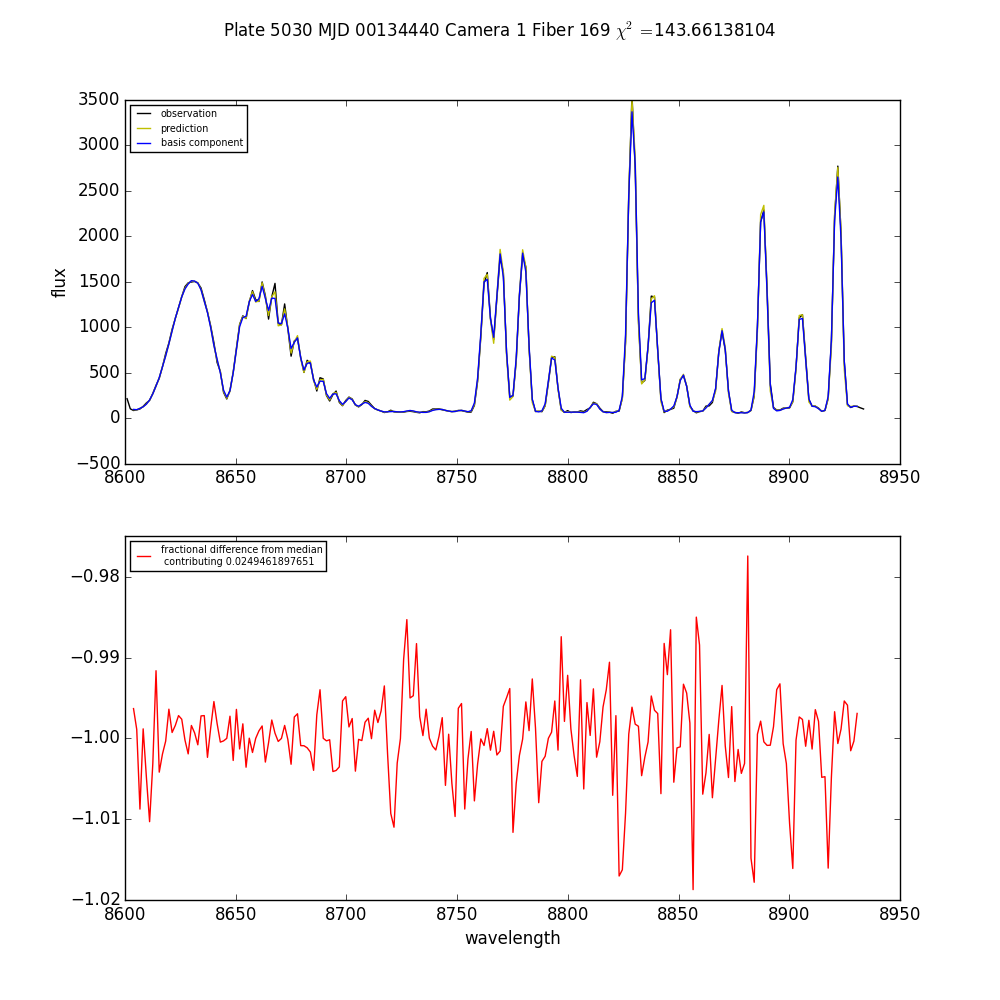 Plate 5030 MJD 00134440 Camera 1 Fiber 169 χ² =143.66138104
3500
3000
2500
2000
1500
1000
500
0
−500
flux
observation
prediction
basis component
8600 8650 8700 8750 8800 8850 8900 8950
fractional difference from median
contributing 0.0249461897651
−0.98
−0.99
−1.00
−1.01
−1.02
8600 8650 8700 8750 8800 8850 8900 8950
wavelength